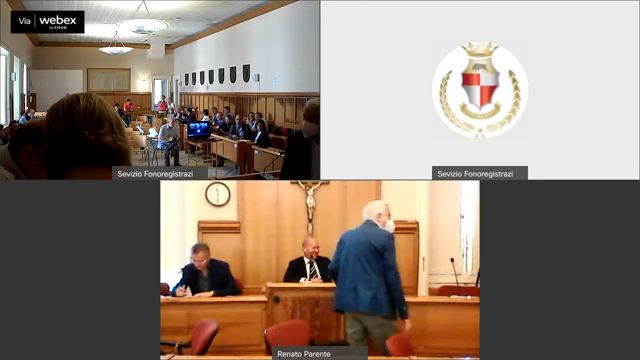 Via webex
by CISCO
Sevizio Fonoregistrazi
Sevizio Fonoregistrazi
Renato Parente